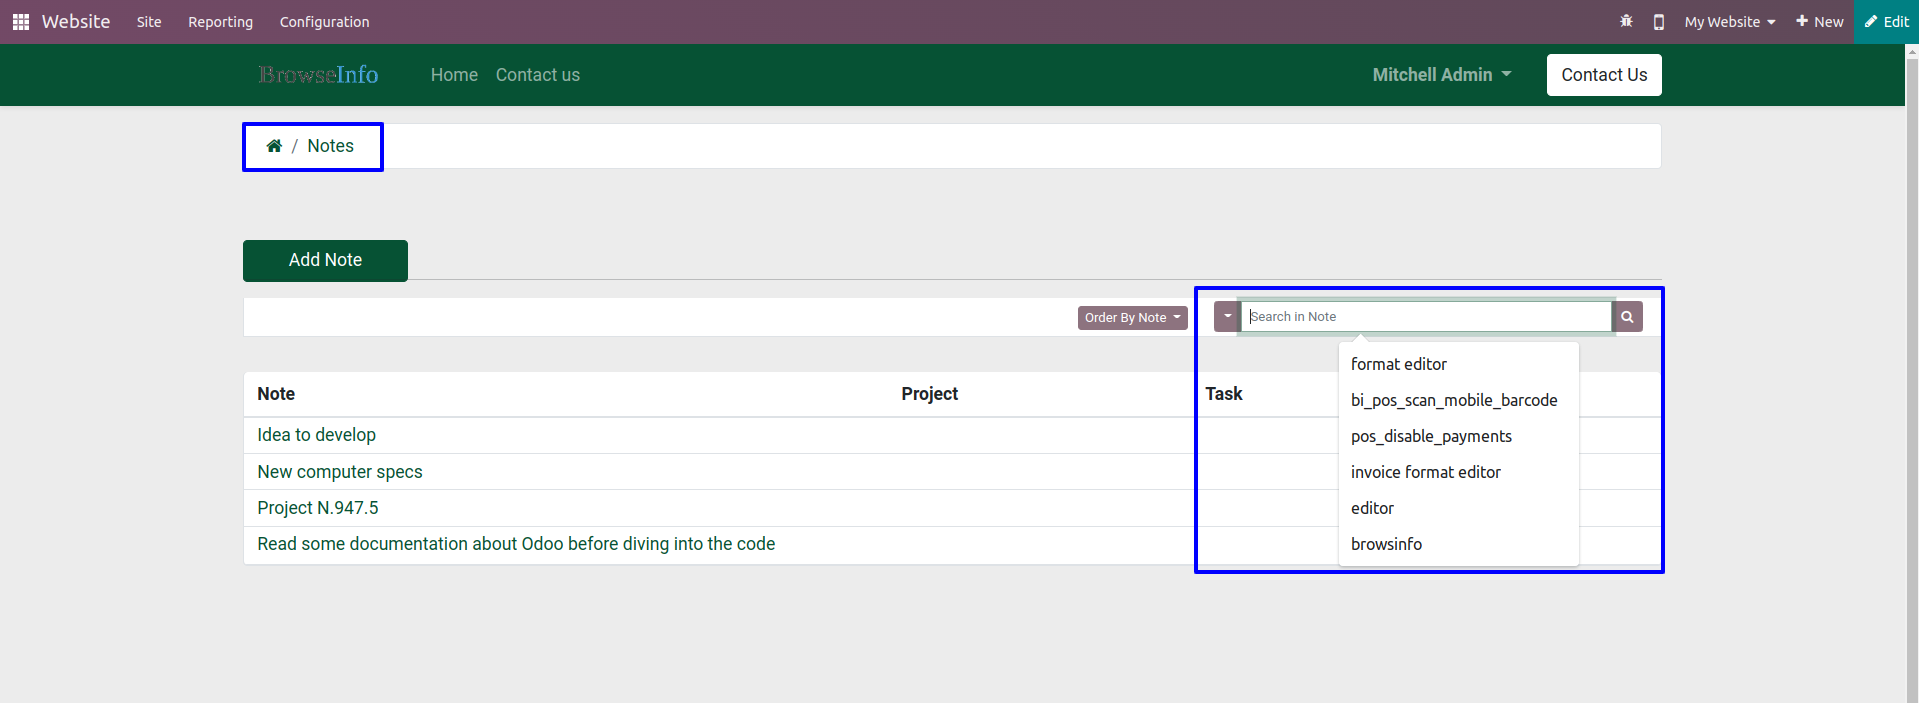 Website Site Reporting Configuration My Website New Edit
BrowseInfo Home Contact us Mitchell Admin Contact Us
/ Notes
Add Note
Order By Note Search in Note
format editor
bi_pos_scan_mobile_barcode
pos_disable_payments
invoice format editor
editor
browsinfo
Note Project Task
Idea to develop
New computer specs
Project N.947.5
Read some documentation about Odoo before diving into the code